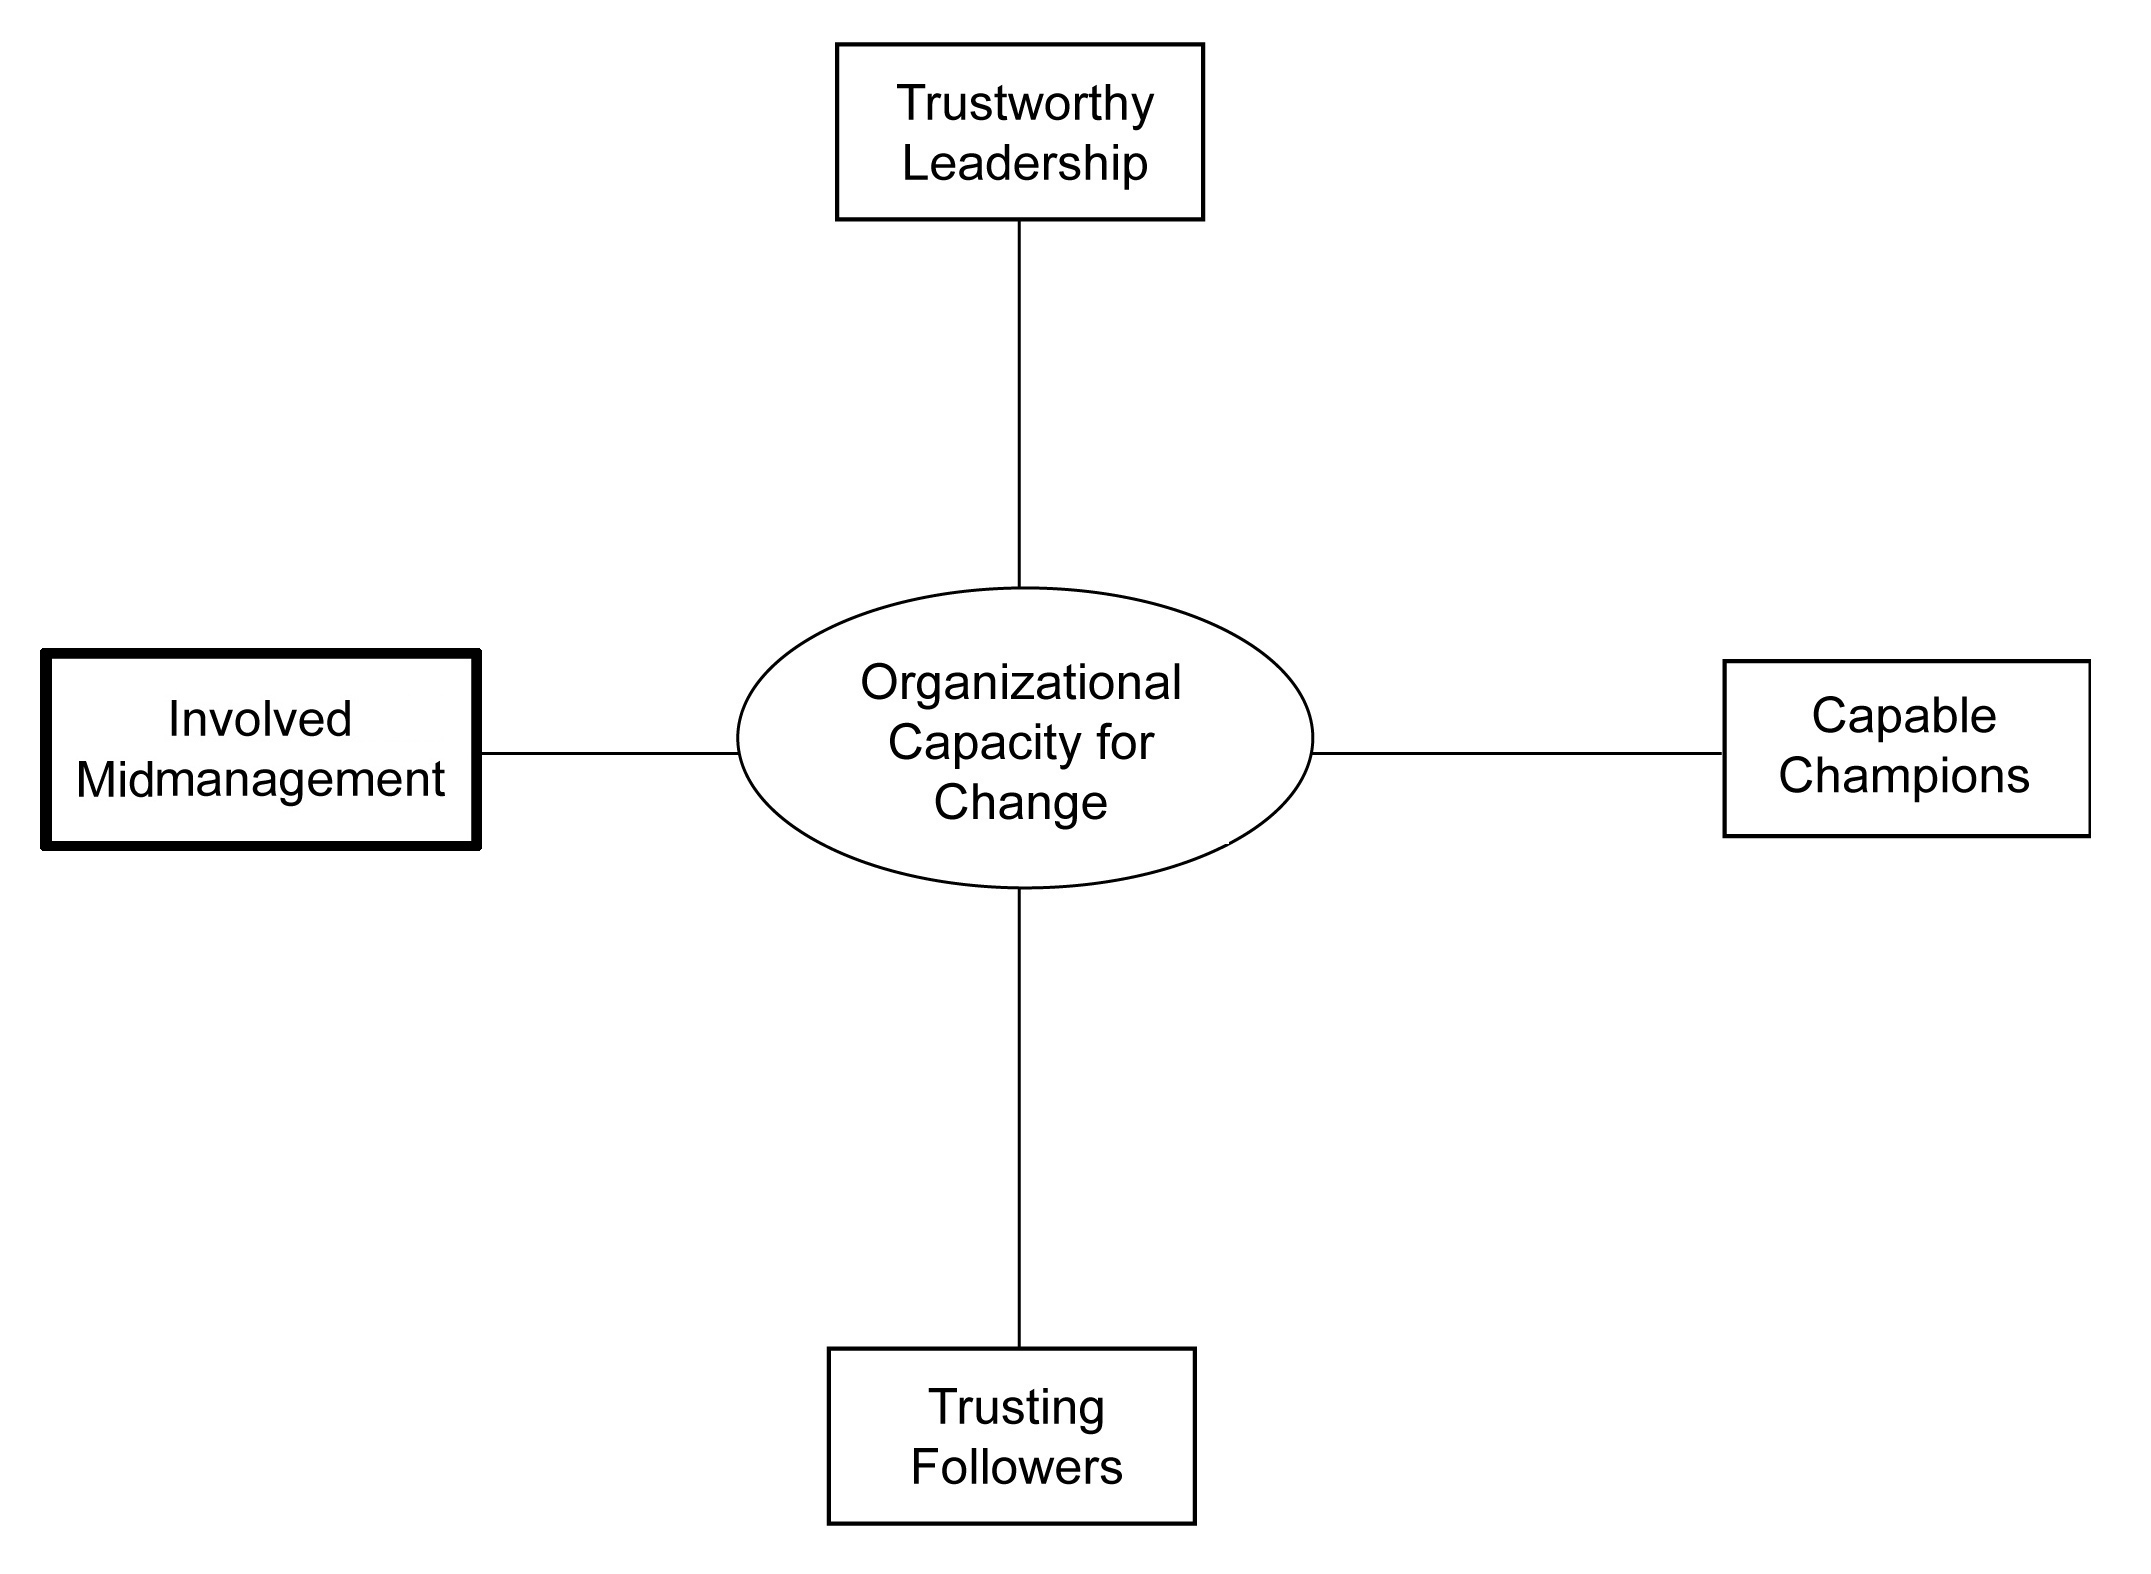 Trustworthy
Leadership
Involved
Midmanagement
Organizational
Capacity for
Change
Capable
Champions
Trusting
Followers